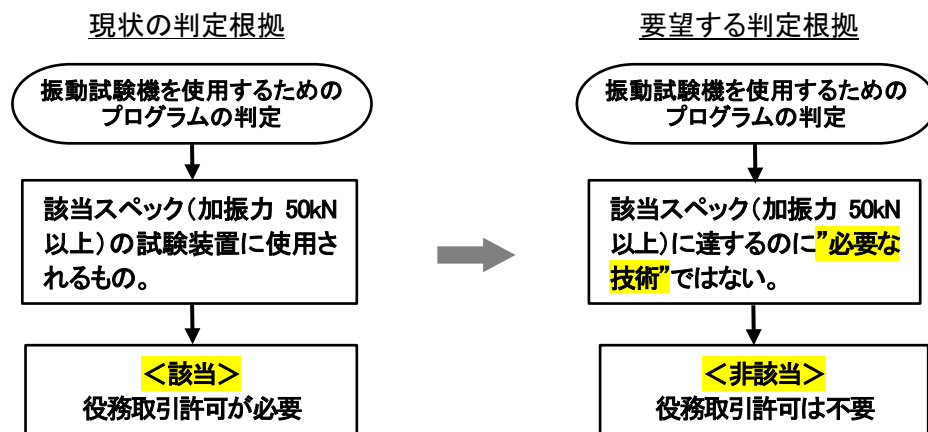 現状の判定根拠
振動試験機を使用するための
プログラムの判定
該当スペック(加振力 50kN
以上)の試験装置に使用さ
れるもの。
<該当>
役務取引許可が必要
要望する判定根拠
振動試験機を使用するための
プログラムの判定
該当スペック(加振力 50kN
以上)に達するのに”必要な
技術”ではない。
<非該当>
役務取引許可は不要